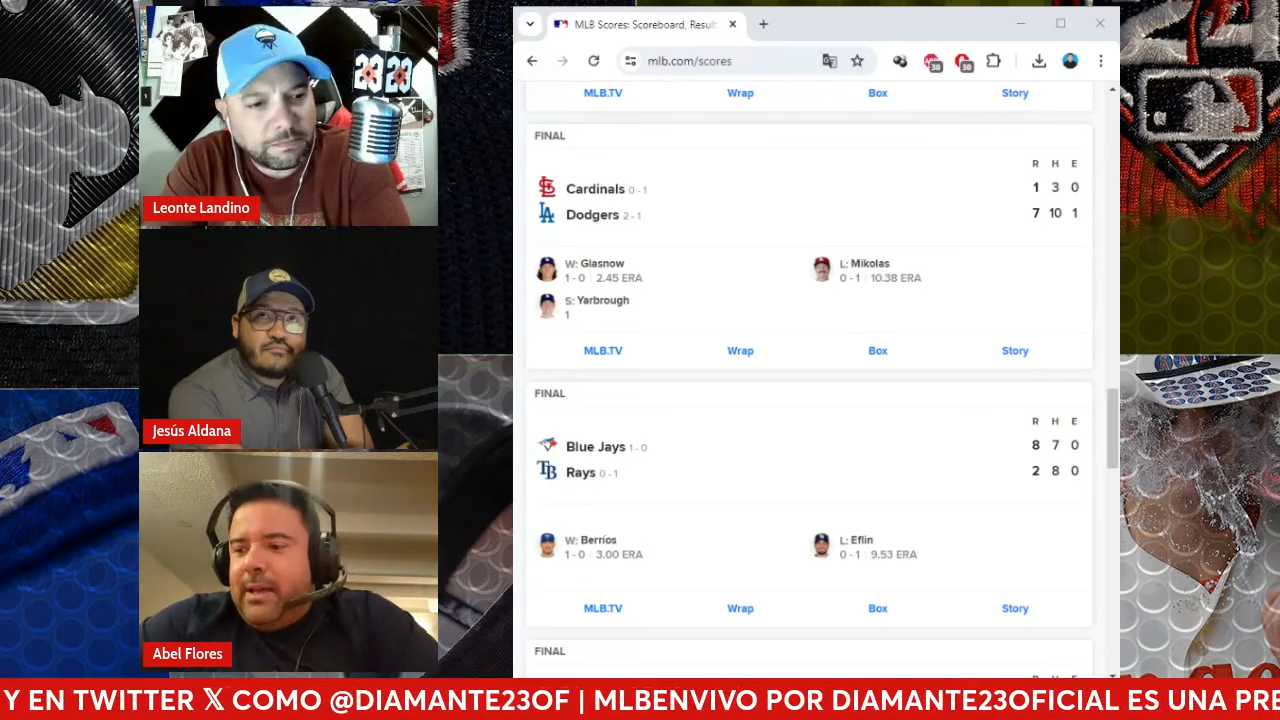 23 23
Leonte Landino
Jesús Aldana
Abel Flores
MLB Scores: Scoreboard, Result
mlb.com/scores
30
30
MLB.TV Wrap Box Story
FINAL
R H E
Cardinals 0 - 1 1 3 0
Dodgers 2 - 1 7 10 1
W: Glasnow L: Mikolas
1 - 0 | 2.45 ERA 0 - 1 | 10.38 ERA
S: Yarbrough
1
MLB.TV Wrap Box Story
FINAL
R H E
Blue Jays 1 - 0 8 7 0
Rays 0 - 1 2 8 0
W: Berríos L: Eflin
1 - 0 | 3.00 ERA 0 - 1 | 9.53 ERA
MLB.TV Wrap Box Story
FINAL
Y EN TWITTER 𝕏 COMO @DIAMANTE23OF | MLBENVIVO POR DIAMANTE23OFICIAL ES UNA PRE